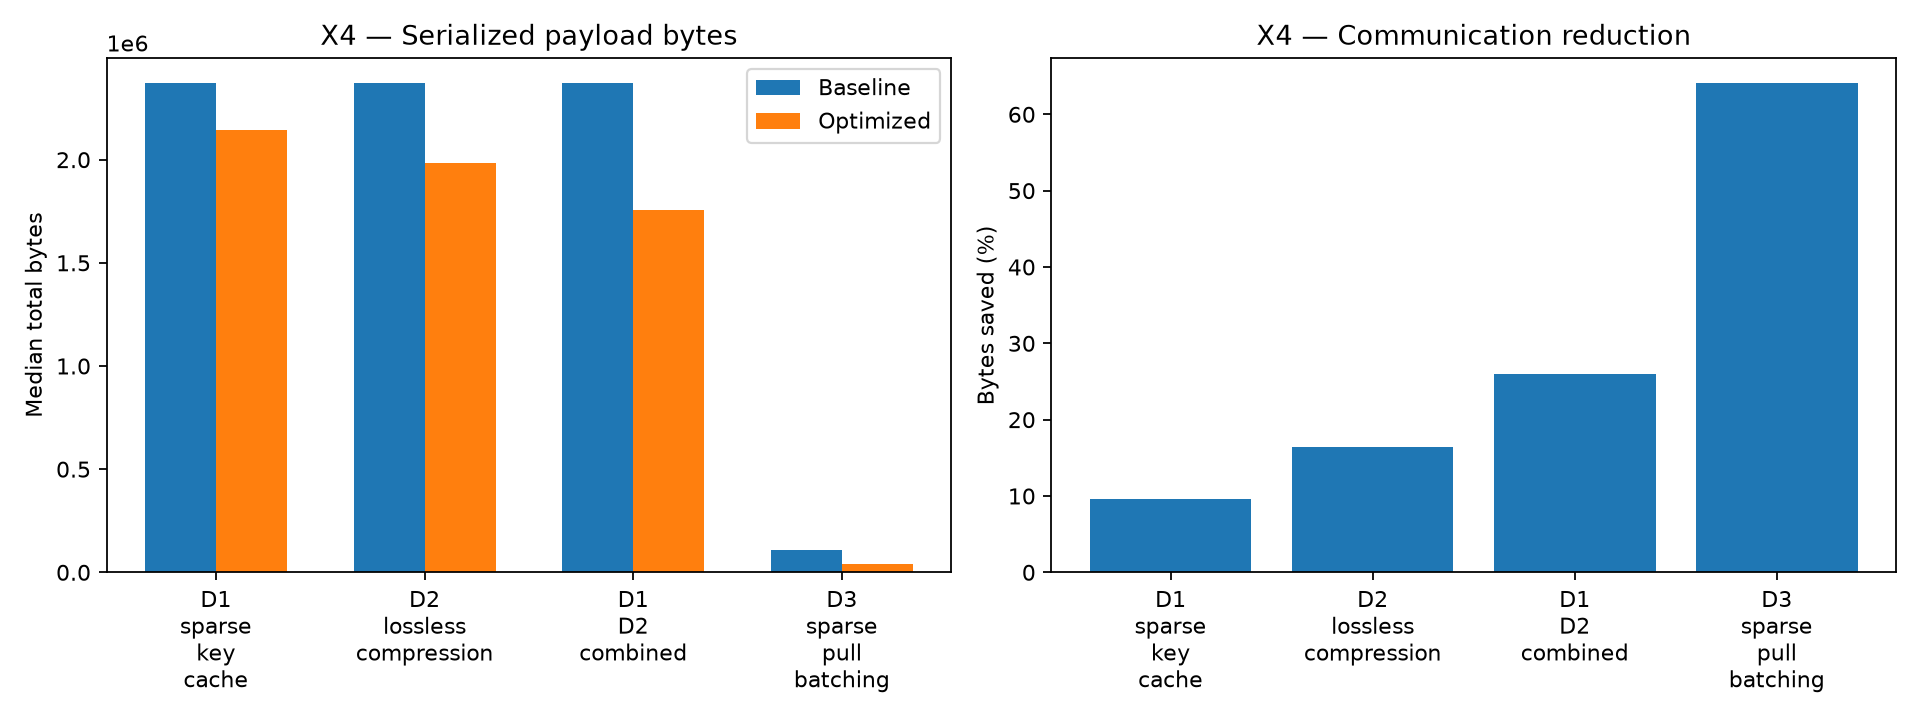 X4 — Serialized payload bytes
1e6
Median total bytes
2.0
1.5
1.0
0.5
0.0
Baseline
Optimized
D1
sparse
key
cache
D2
lossless
compression
D1
D2
combined
D3
sparse
pull
batching
X4 — Communication reduction
Bytes saved (%)
60
50
40
30
20
10
0
D1
sparse
key
cache
D2
lossless
compression
D1
D2
combined
D3
sparse
pull
batching